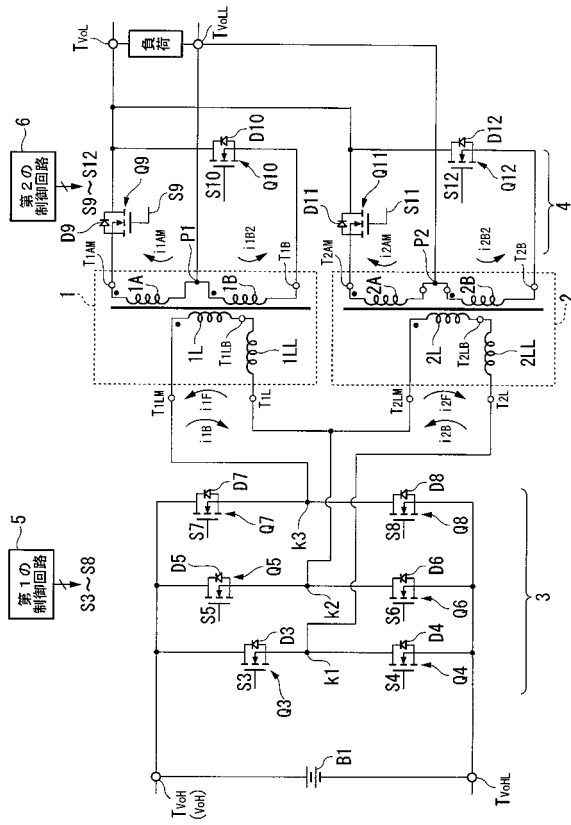 5
第1の
制御回路
S3～S8
6
第2の
制御回路
S9～S12
TVoH
(VoH)
TVoHL
B1
S3
D3
Q3
k1
S4
D4
Q4
S5
D5
Q5
k2
S6
D6
Q6
S7
D7
Q7
k3
S8
D8
Q8
3
T1LM
i1B
i1F
T1L
T2LM
i2B
i2F
T2L
1
1L
T1LB
1LL
1A
1B
T1AM
T1B
P1
2
2L
T2LB
2LL
2A
2B
T2AM
T2B
P2
D9
Q9
S9
i1AM
i1B2
S10
D10
Q10
D11
Q11
S11
i2AM
i2B2
S12
D12
Q12
4
TVoL
負荷
TVoLL